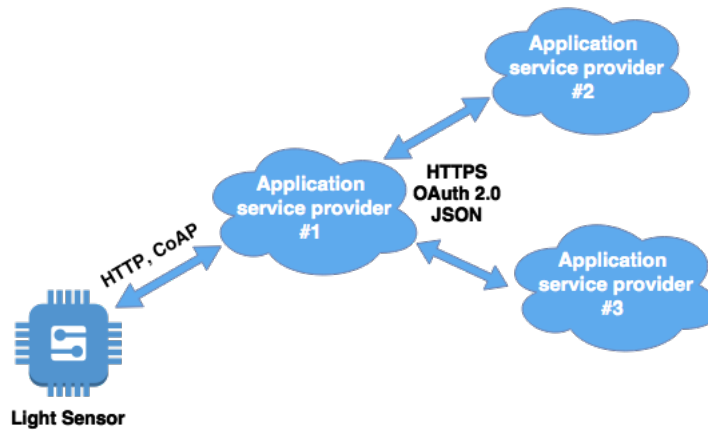 Application
service provider
#2
Application
service provider
#1
HTTPS
OAuth 2.0
JSON
HTTP, CoAP
Application
service provider
#3
Light Sensor